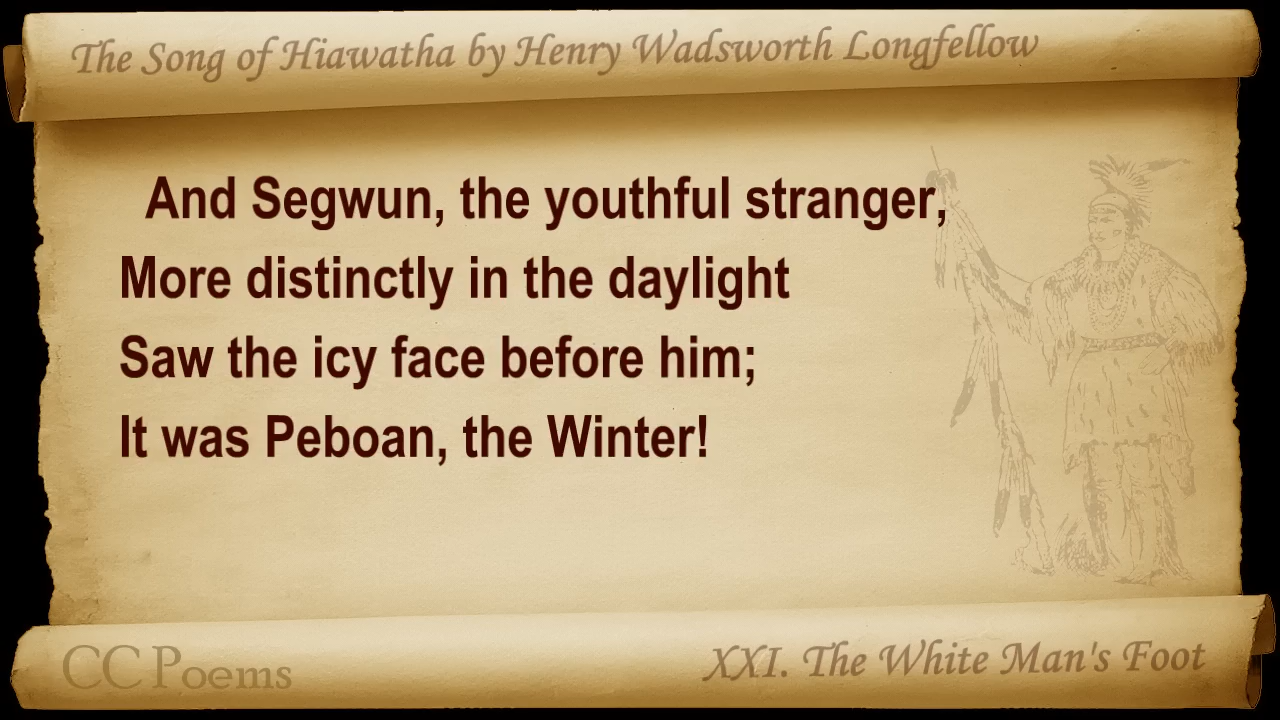 The Song of Hiawatha by Henry Wadsworth Longfellow
And Segwun, the youthful stranger,
More distinctly in the daylight
Saw the icy face before him;
It was Peboan, the Winter!
CC Poems
XXI. The White Man's Foot